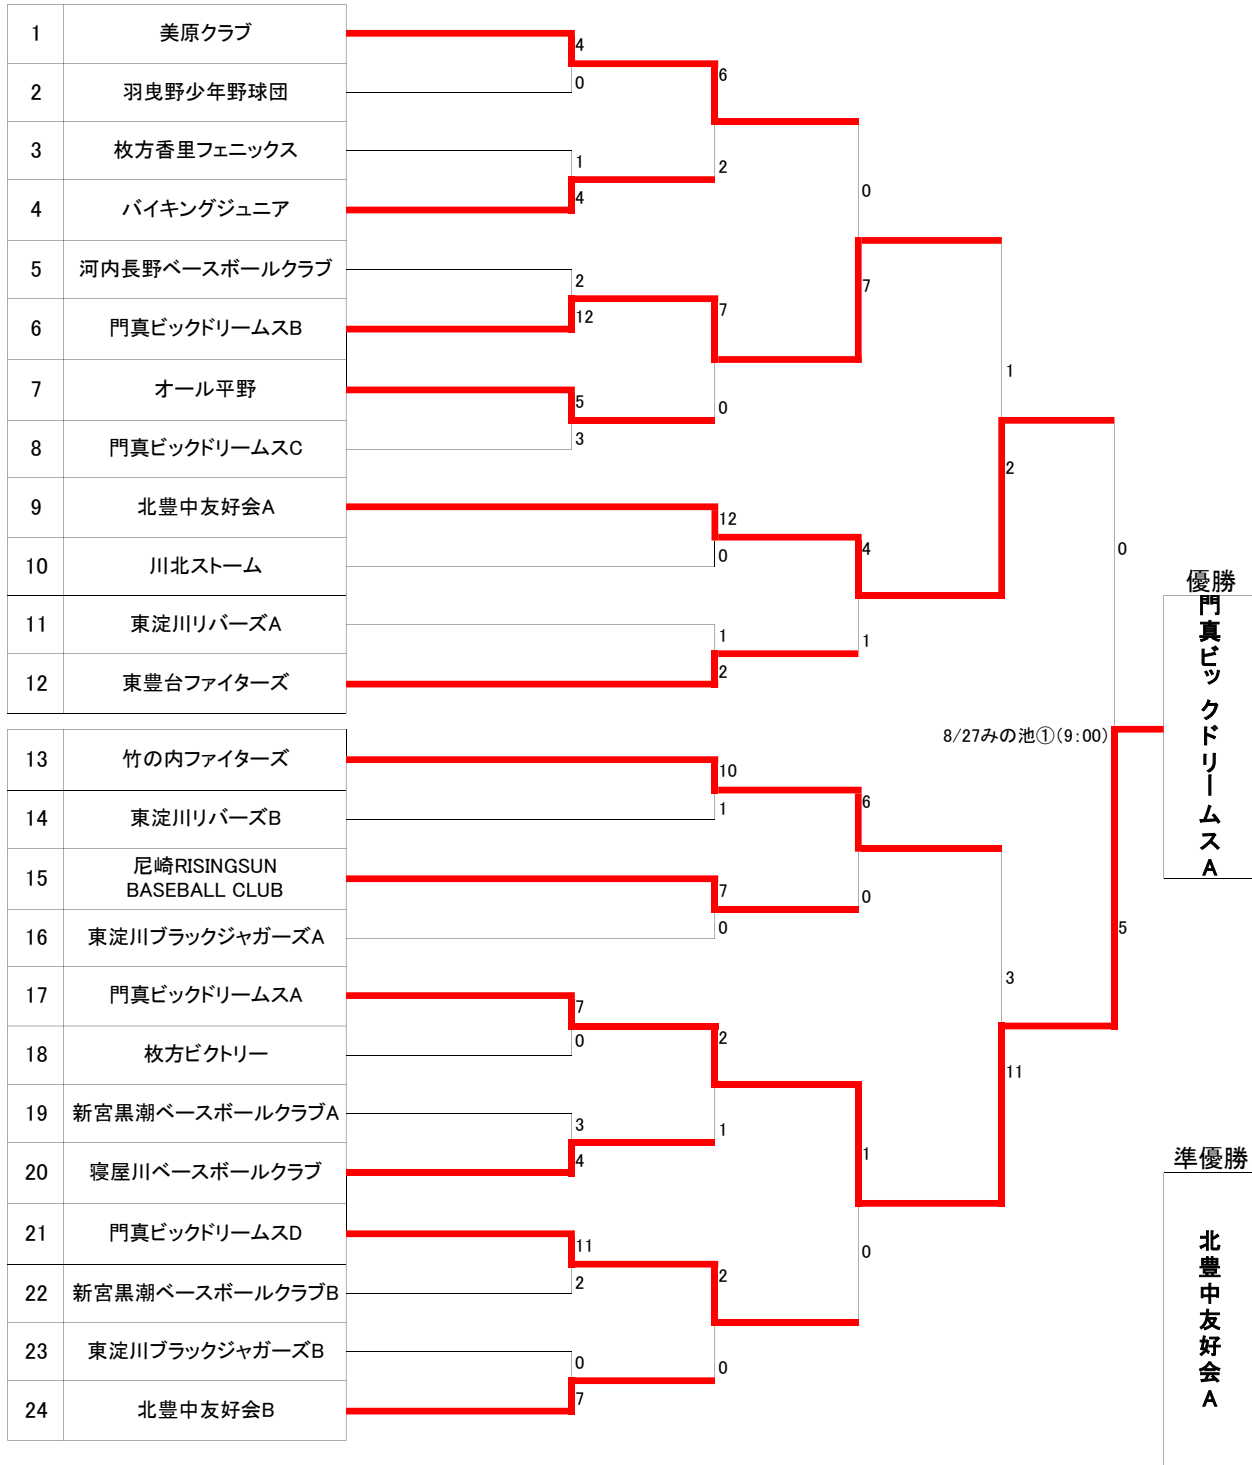 1 美原クラブ
2 羽曳野少年野球団
3 枚方香里フェニックス
4 バイキングジュニア
5 河内長野ベースボールクラブ
6 門真ビックドリームスB
7 オール平野
8 門真ビックドリームスC
9 北豊中友好会A
10 川北ストーム
11 東淀川リバーズA
12 東豊台ファイターズ
13 竹の内ファイターズ
14 東淀川リバーズB
15 尼崎RISINGSUN
BASEBALL CLUB
16 東淀川ブラックジャガーズA
17 門真ビックドリームスA
18 枚方ビクトリー
19 新宮黒潮ベースボールクラブA
20 寝屋川ベースボールクラブ
21 門真ビックドリームスD
22 新宮黒潮ベースボールクラブB
23 東淀川ブラックジャガーズB
24 北豊中友好会B
4
0
1
4
2
12
5
3
7
0
3
4
11
2
0
7
6
2
7
0
12
0
1
2
10
1
7
0
2
1
2
0
0
7
4
1
6
0
1
0
1
2
3
11
0
5
8/27みの池①(9:00)
優勝
門真ビックドリームスA
準優勝
北豊中友好会A